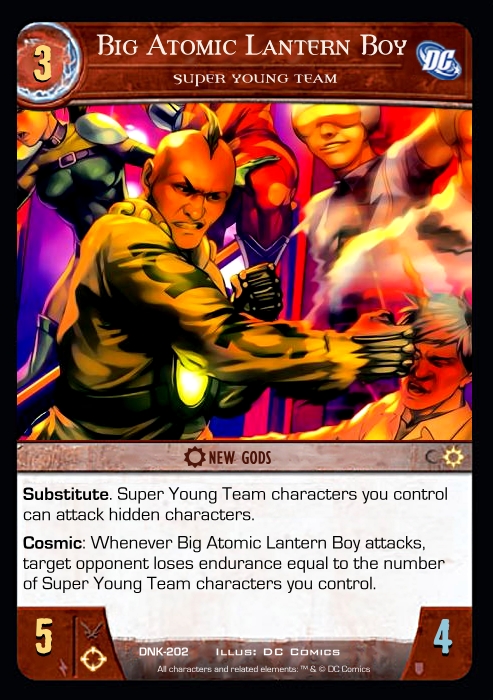 3
BIG ATOMIC LANTERN BOY
DC
SUPER YOUNG TEAM
NEW GODS
Substitute. Super Young Team characters you control
can attack hidden characters.
Cosmic: Whenever Big Atomic Lantern Boy attacks,
target opponent loses endurance equal to the number
of Super Young Team characters you control.
5
4
DNK-202 ILLUS: DC COMICS
All characters and related elements: ™ & © DC Comics